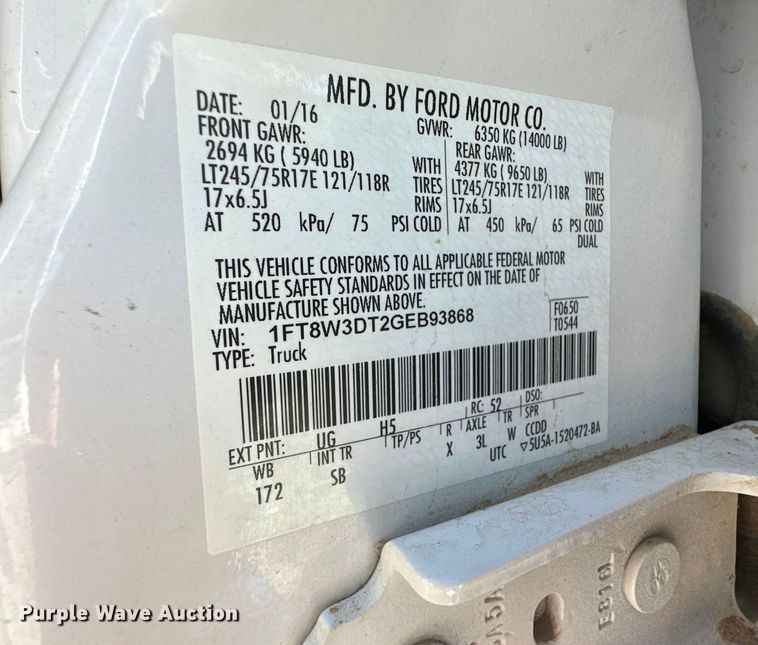 MFD. BY FORD MOTOR CO.
DATE: 01/16 GVWR: 6350 KG (14000 LB)
FRONT GAWR: REAR GAWR:
2694 KG ( 5940 LB) WITH 4377 KG ( 9650 LB) WITH
LT245/75R17E 121/118R TIRES LT245/75R17E 121/118R TIRES
17x6.5J RIMS 17x6.5J RIMS
AT 520 kPa/ 75 PSI COLD AT 450 kPa/ 65 PSI COLD
DUAL
THIS VEHICLE CONFORMS TO ALL APPLICABLE FEDERAL MOTOR
VEHICLE SAFETY STANDARDS IN EFFECT ON THE DATE OF
MANUFACTURE SHOWN ABOVE.
VIN: 1FT8W3DT2GEB93868 F0650
TYPE: Truck T0544
EXT PNT: UG H5 RC: 52 DSO:
WB INT TR TP/PS R AXLE TR SPR
172 SB X 3L W CCDD
UTC ▽5U5A-1520472-BA
E816L
Purple Wave Auction